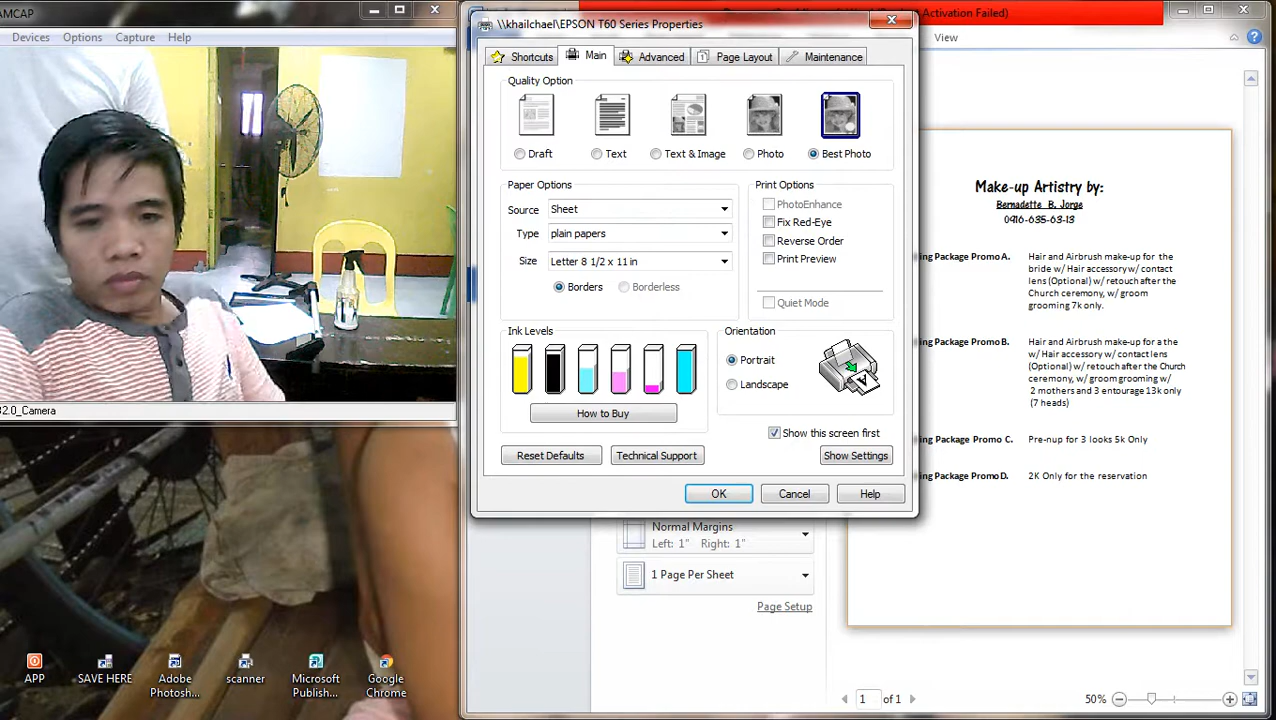 AMCAP
Devices Options Capture Help
32.0_Camera
APP
SAVE HERE
Adobe Photosh...
scanner
Microsoft Publish...
Google Chrome
\\khailchael\EPSON T60 Series Properties
Shortcuts Main Advanced Page Layout Maintenance
Quality Option
Draft Text Text & Image Photo Best Photo
Paper Options
Source Sheet
Type plain papers
Size Letter 8 1/2 x 11 in
Borders Borderless
Print Options
PhotoEnhance
Fix Red-Eye
Reverse Order
Print Preview
Quiet Mode
Ink Levels
How to Buy
Orientation
Portrait
Landscape
Show this screen first
Reset Defaults Technical Support Show Settings
OK Cancel Help
Activation Failed)
View
Normal Margins
Left: 1" Right: 1"
1 Page Per Sheet
Page Setup
Make-up Artistry by:
Bernadette B. Jorge
0916-635-63-13
ing Package Promo A. Hair and Airbrush make-up for the
bride w/ Hair accessory w/ contact
lens (Optional) w/ retouch after the
Church ceremony, w/ groom
grooming 7k only.
ing Package Promo B. Hair and Airbrush make-up for a the
w/ Hair accessory w/ contact lens
(Optional) w/ retouch after the Church
ceremony, w/ groom grooming w/
2 mothers and 3 entourage 13k only
(7 heads)
ing Package Promo C. Pre-nup for 3 looks 5k Only
ing Package Promo D. 2K Only for the reservation
1 of 1
50%